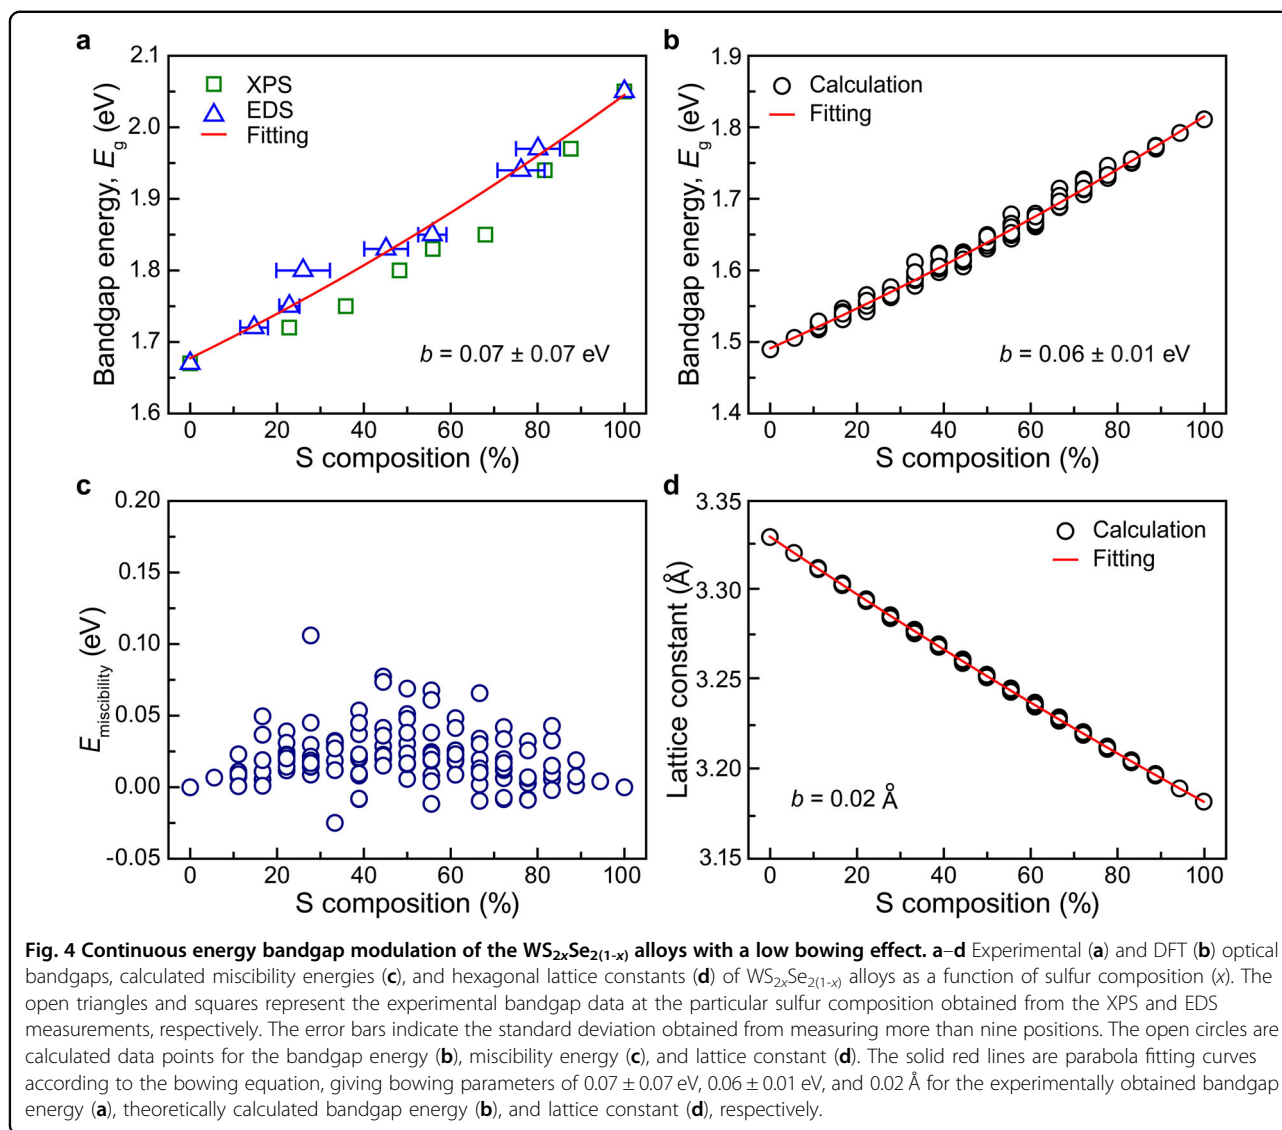 a
2.1
2.0
1.9
1.8
1.7
1.6
Bandgap energy, Eg (eV)
XPS
EDS
Fitting
b = 0.07 ± 0.07 eV
0 20 40 60 80 100
S composition (%)
b
1.9
1.8
1.7
1.6
1.5
1.4
Bandgap energy, Eg (eV)
Calculation
Fitting
b = 0.06 ± 0.01 eV
0 20 40 60 80 100
S composition (%)
c
0.20
0.15
0.10
0.05
0.00
-0.05
Emiscibility (eV)
0 20 40 60 80 100
S composition (%)
d
3.35
3.30
3.25
3.20
3.15
Lattice constant (Å)
Calculation
Fitting
b = 0.02 Å
0 20 40 60 80 100
S composition (%)
Fig. 4 Continuous energy bandgap modulation of the WS2xSe2(1-x) alloys with a low bowing effect. a–d Experimental (a) and DFT (b) optical
bandgaps, calculated miscibility energies (c), and hexagonal lattice constants (d) of WS2xSe2(1-x) alloys as a function of sulfur composition (x). The
open triangles and squares represent the experimental bandgap data at the particular sulfur composition obtained from the XPS and EDS
measurements, respectively. The error bars indicate the standard deviation obtained from measuring more than nine positions. The open circles are
calculated data points for the bandgap energy (b), miscibility energy (c), and lattice constant (d). The solid red lines are parabola fitting curves
according to the bowing equation, giving bowing parameters of 0.07 ± 0.07 eV, 0.06 ± 0.01 eV, and 0.02 Å for the experimentally obtained bandgap
energy (a), theoretically calculated bandgap energy (b), and lattice constant (d), respectively.